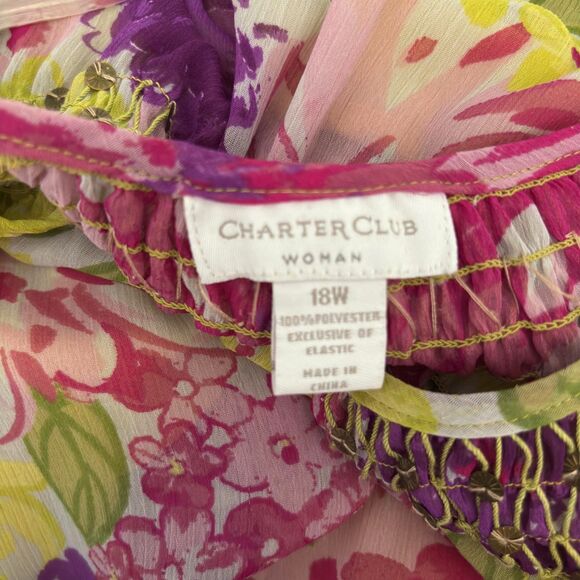 CHARTER CLUB
WOMAN
18W
100%POLYESTER
EXCLUSIVE OF
ELASTIC
MADE IN
CHINA